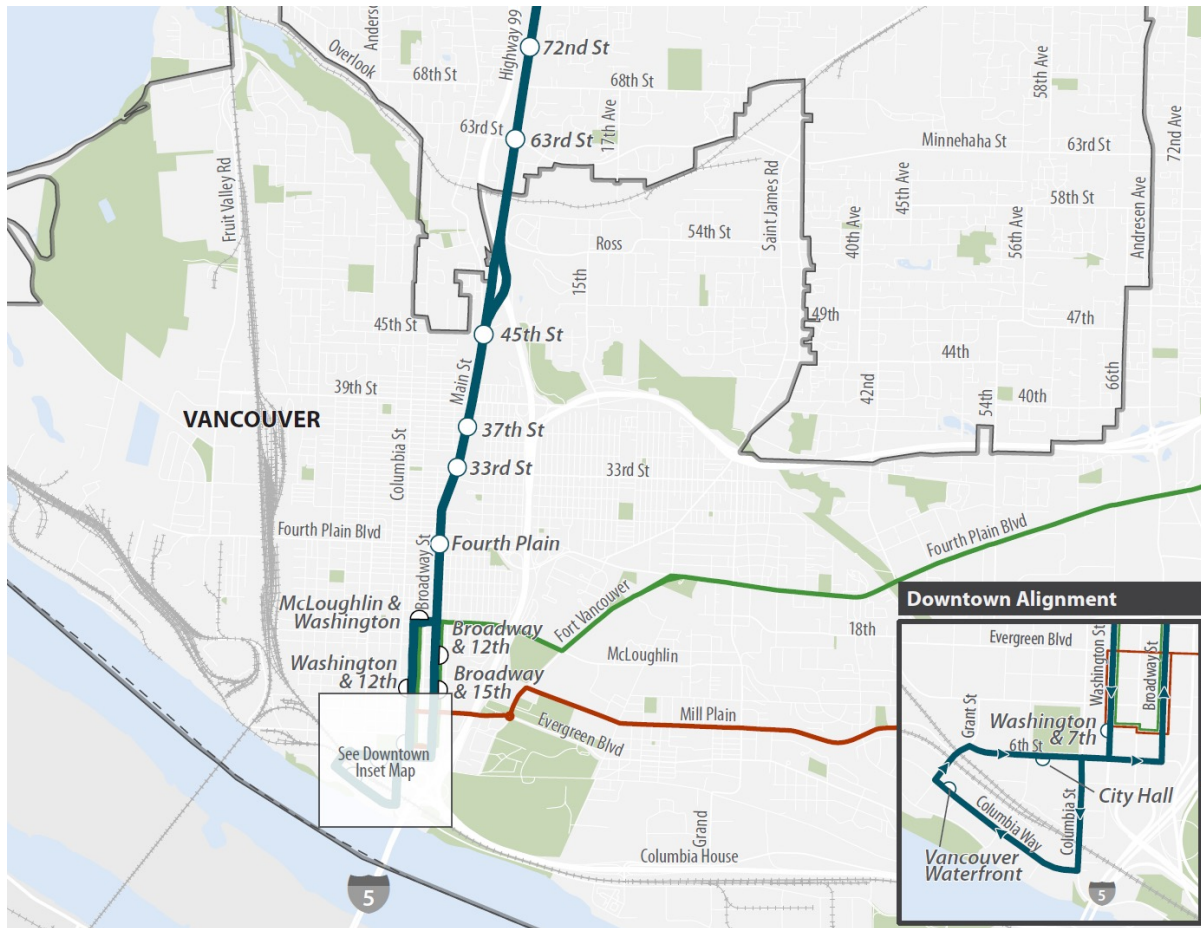 Anderson
Overlook
Highway 99
72nd St
68th St
68th St
58th Ave
63rd St
63rd St
17th Ave
Minnehaha St
63rd St
72nd Ave
Fruit Valley Rd
Saint James Rd
40th Ave
45th Ave
58th St
56th Ave
Andresen Ave
Ross
54th St
15th
45th St
45th St
49th
47th
Main St
44th
39th St
42nd
54th
40th
66th
VANCOUVER
Columbia St
37th St
33rd St
33rd St
Fourth Plain Blvd
Broadway St
Fourth Plain
Fourth Plain Blvd
McLoughlin &
Washington
Fort Vancouver
18th
Broadway
& 12th
McLoughlin
Washington
& 12th
Broadway
& 15th
Mill Plain
Evergreen Blvd
See Downtown
Inset Map
Grand
Columbia House
5
Downtown Alignment
Evergreen Blvd
Washington St
Broadway St
Grant St
Washington
& 7th
6th St
City Hall
Columbia St
Columbia Way
Vancouver
Waterfront
5